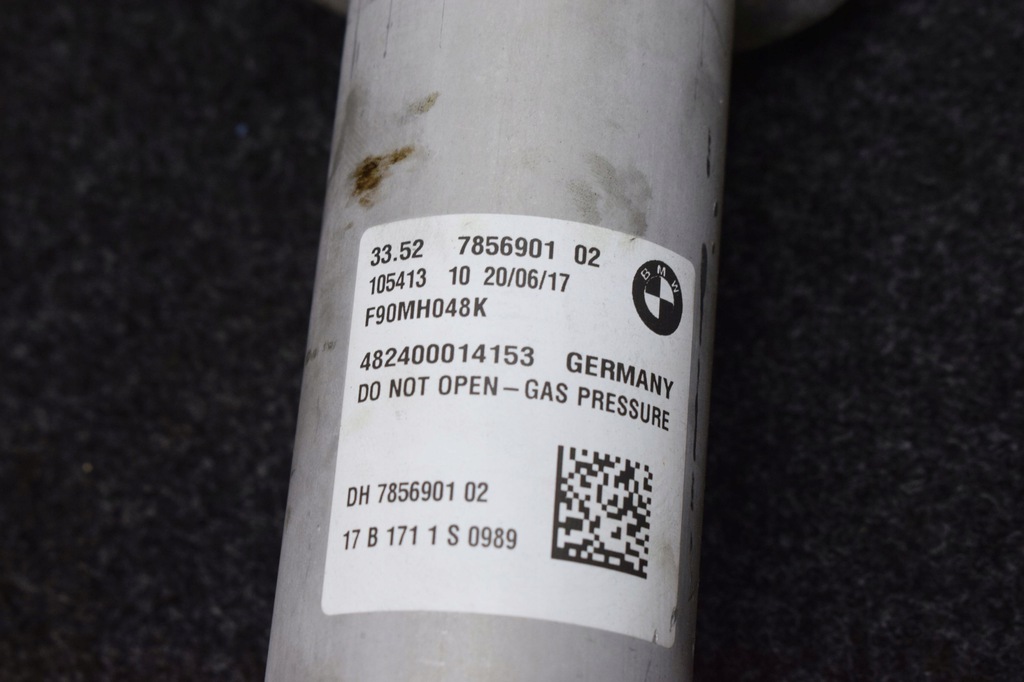 33.52 7856901 02
105413 10 20/06/17
F90MH048K
BMW
482400014153 GERMANY
DO NOT OPEN – GAS PRESSURE
DH 7856901 02
17 B 171 1 S 0989